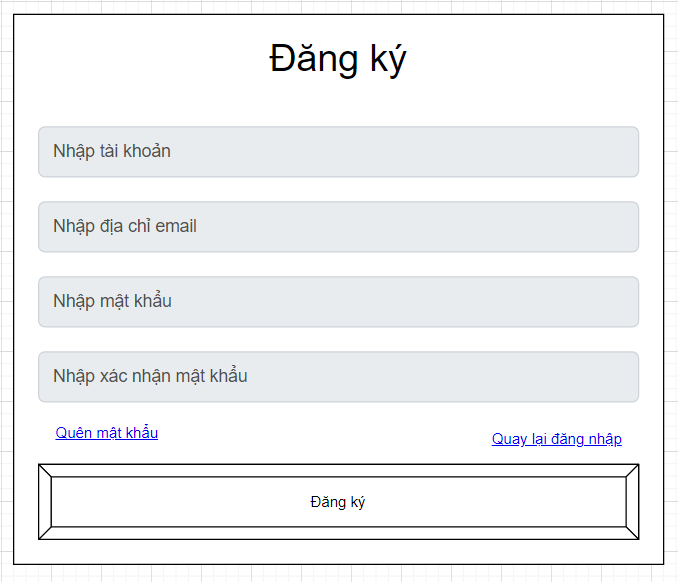 Đăng ký
Nhập tài khoản
Nhập địa chỉ email
Nhập mật khẩu
Nhập xác nhận mật khẩu
Quên mật khẩu
Quay lại đăng nhập
Đăng ký